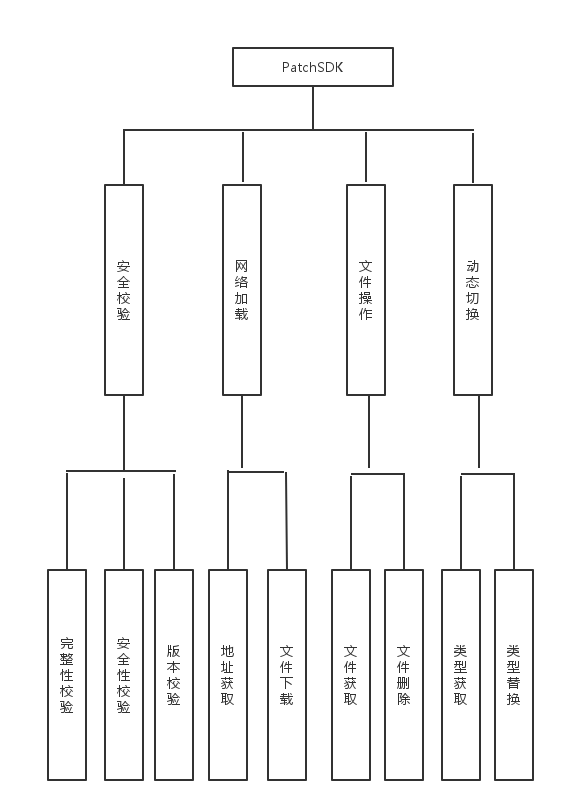 PatchSDK
安全校验
网络加载
文件操作
动态切换
完整性校验
安全性校验
版本校验
地址获取
文件下载
文件获取
文件删除
类型获取
类型替换